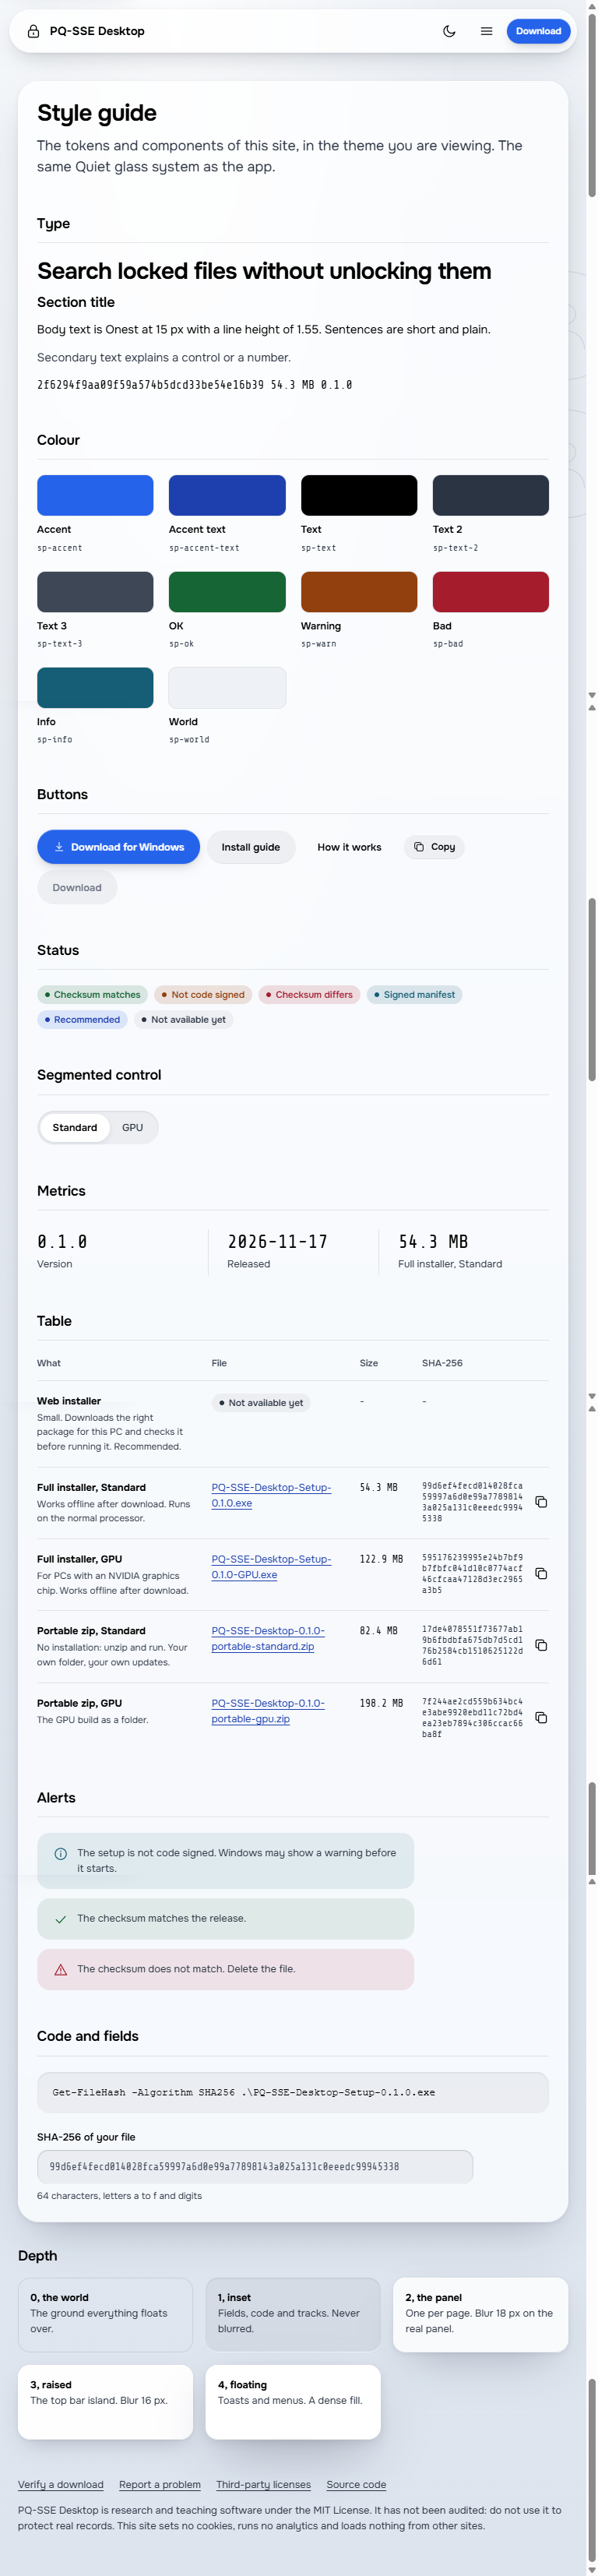 PQ-SSE Desktop
Download
Style guide
The tokens and components of this site, in the theme you are viewing. The
same Quiet glass system as the app.
Type
Search locked files without unlocking them
Section title
Body text is Onest at 15 px with a line height of 1.55. Sentences are short and plain.
Secondary text explains a control or a number.
2f6294f9aa09f59a574b5dcd33be54e16b39 54.3 MB 0.1.0
Colour
Accent
sp-accent
Accent text
sp-accent-text
Text
sp-text
Text 2
sp-text-2
Text 3
sp-text-3
OK
sp-ok
Warning
sp-warn
Bad
sp-bad
Info
sp-info
World
sp-world
Buttons
Download for Windows
Install guide
How it works
Copy
Download
Status
Checksum matches
Not code signed
Checksum differs
Signed manifest
Recommended
Not available yet
Segmented control
Standard
GPU
Metrics
0.1.0
Version
2026-11-17
Released
54.3 MB
Full installer, Standard
Table
What
File
Size
SHA-256
Web installer
Small. Downloads the right
package for this PC and checks it
before running it. Recommended.
Not available yet
-
-
Full installer, Standard
Works offline after download. Runs
on the normal processor.
PQ-SSE-Desktop-Setup-
0.1.0.exe
54.3 MB
99d6ef4fecd014028fca
59997a6d0e99a7789814
3a025a131c0eeedc9994
5338
Full installer, GPU
For PCs with an NVIDIA graphics
chip. Works offline after download.
PQ-SSE-Desktop-Setup-
0.1.0-GPU.exe
122.9 MB
595176239995e24b7bf9
b7fbfc041d10c0774acf
46cfcaa47128d3ec2965
a3b5
Portable zip, Standard
No installation: unzip and run. Your
own folder, your own updates.
PQ-SSE-Desktop-0.1.0-
portable-standard.zip
82.4 MB
17de4078551f73677ab1
9b6fbdbfa675db7d5cd1
76b2584cb1510625122d
6d61
Portable zip, GPU
The GPU build as a folder.
PQ-SSE-Desktop-0.1.0-
portable-gpu.zip
198.2 MB
7f244ae2cd559b634bc4
e3abe9920ebd11c72bd4
ea23eb7894c306ccac66
ba8f
Alerts
The setup is not code signed. Windows may show a warning before
it starts.
The checksum matches the release.
The checksum does not match. Delete the file.
Code and fields
Get-FileHash -Algorithm SHA256 .\PQ-SSE-Desktop-Setup-0.1.0.exe
SHA-256 of your file
99d6ef4fecd014028fca59997a6d0e99a77898143a025a131c0eeedc99945338
64 characters, letters a to f and digits
Depth
0, the world
The ground everything floats
over.
1, inset
Fields, code and tracks. Never
blurred.
2, the panel
One per page. Blur 18 px on the
real panel.
3, raised
The top bar island. Blur 16 px.
4, floating
Toasts and menus. A dense fill.
Verify a download
Report a problem
Third-party licenses
Source code
PQ-SSE Desktop is research and teaching software under the MIT License. It has not been audited: do not use it to
protect real records. This site sets no cookies, runs no analytics and loads nothing from other sites.